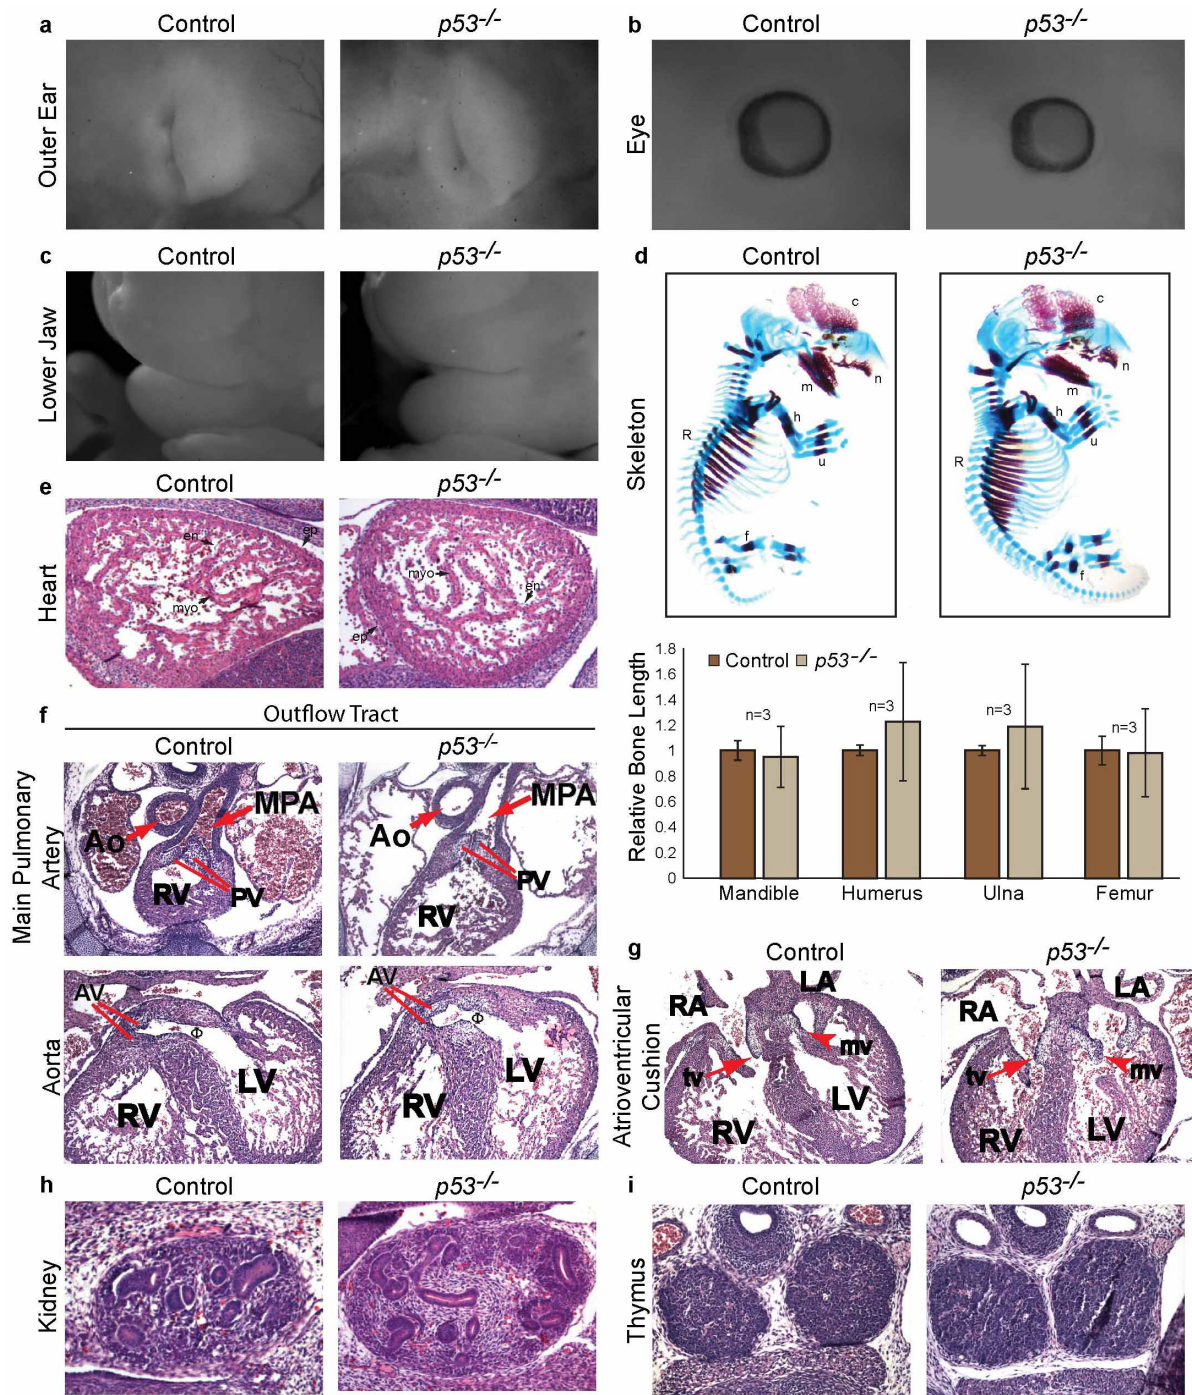 a
Control
p53-/-
Outer Ear
b
Control
p53-/-
Eye
c
Control
p53-/-
Lower Jaw
d
Control
p53-/-
Skeleton
c
n
m
h
u
R
f
c
n
m
h
u
R
f
1.8
1.6
1.4
1.2
1
0.8
0.6
0.4
0
Relative Bone Length
Control p53-/-
n=3
n=3
n=3
n=3
Mandible Humerus Ulna Femur
e
Control
p53-/-
Heart
en
ep
myo
myo
en
ep
f
Outflow Tract
Control
p53-/-
Main Pulmonary
Artery
Ao
MPA
RV
PV
Ao
MPA
PV
RV
Aorta
AV
Φ
LV
RV
AV
Φ
LV
RV
g
Control
p53-/-
Atrioventricular
Cushion
LA
RA
mv
tv
LV
RV
LA
RA
tv
mv
LV
RV
h
Control
p53-/-
Kidney
i
Control
p53-/-
Thymus